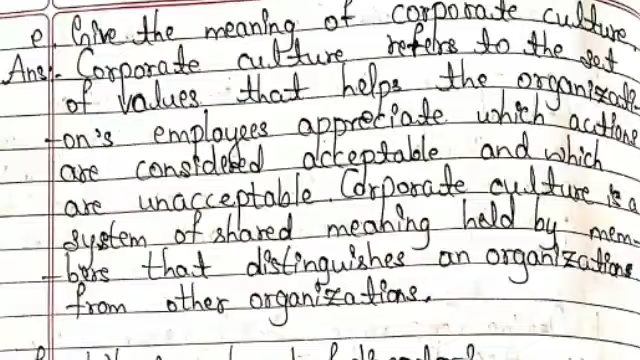 e. Give the meaning of corporate culture.
Ans:- Corporate culture refers to the set
of values that helps the organizati-
-on's employees appreciate which actions
are considered acceptable and which
are unacceptable. Corporate culture is a
system of shared meaning held by mem
-bers that distinguishes an organizations
from other organizations.